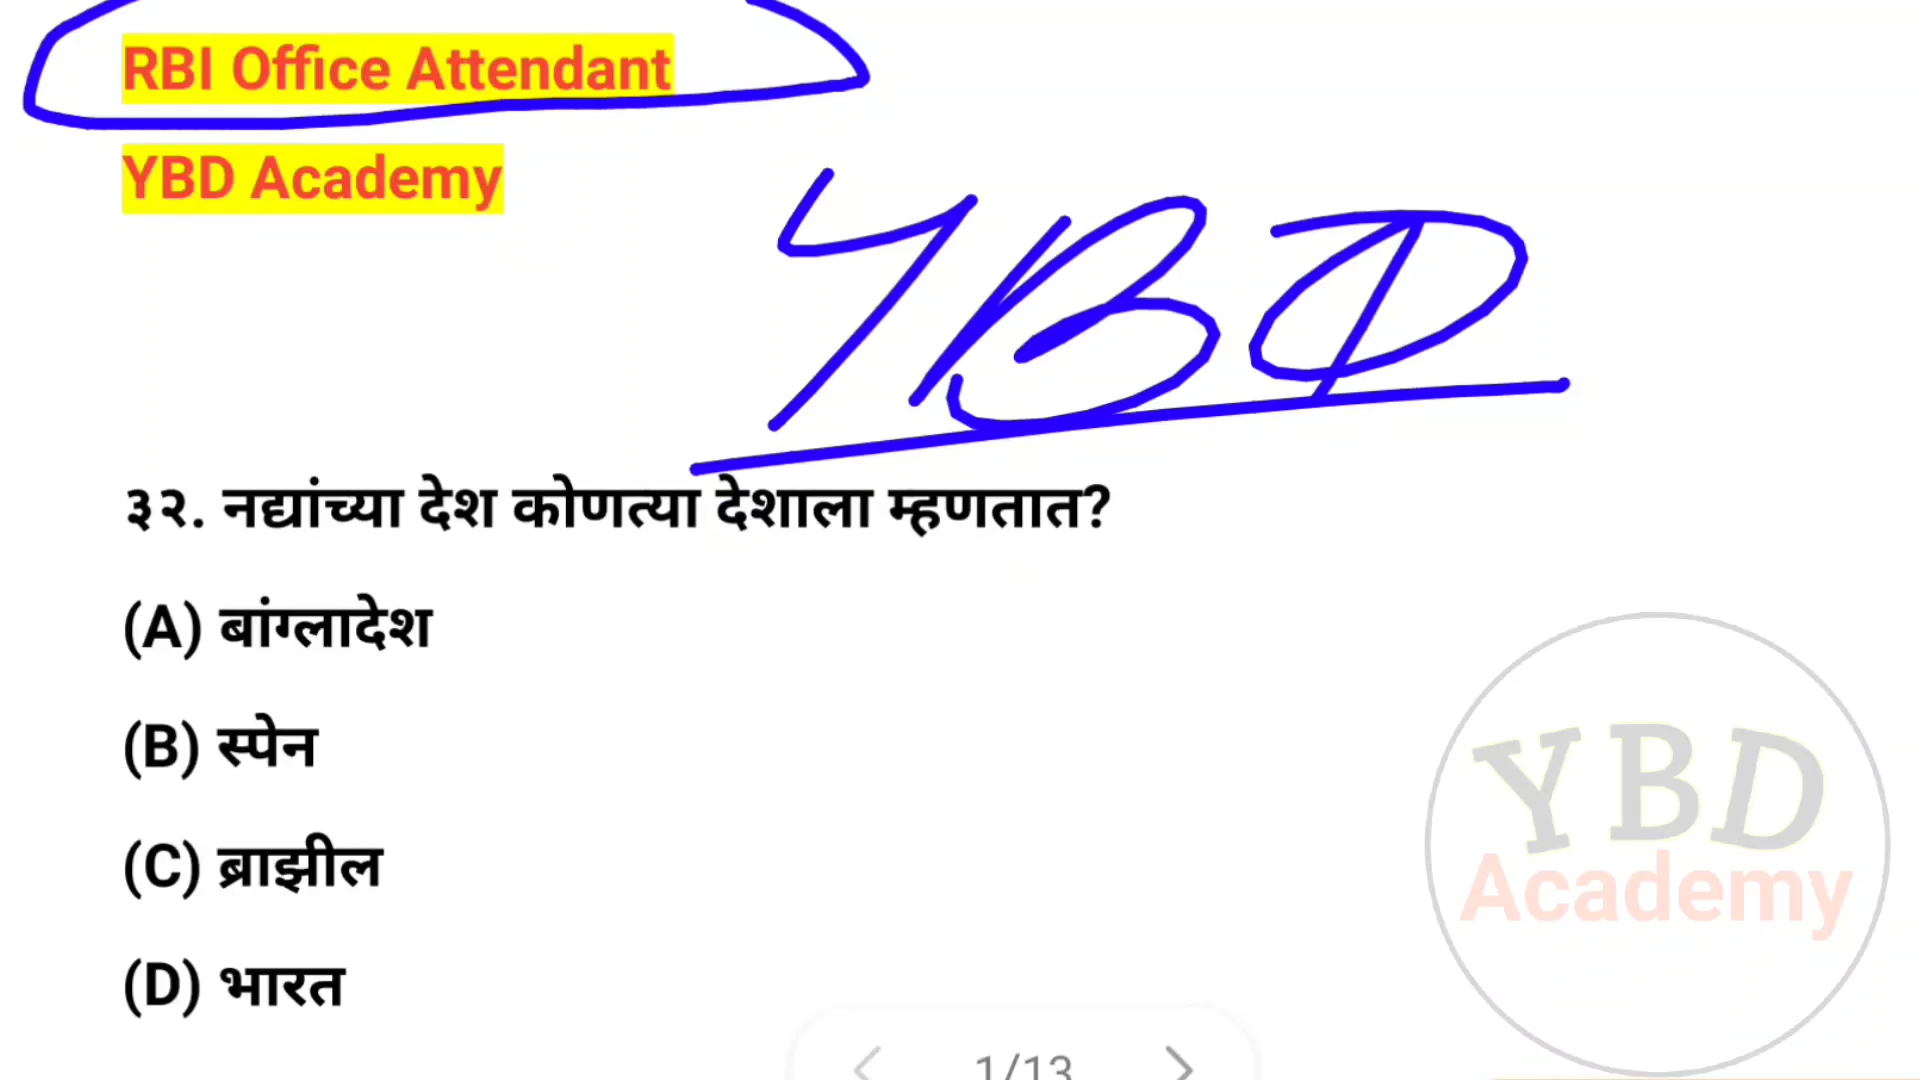 RBI Office Attendant
YBD Academy
YBD
३२. नद्यांच्या देश कोणत्या देशाला म्हणतात?
(A) बांग्लादेश
(B) स्पेन
(C) ब्राझील
(D) भारत
YBD
Academy
1/13